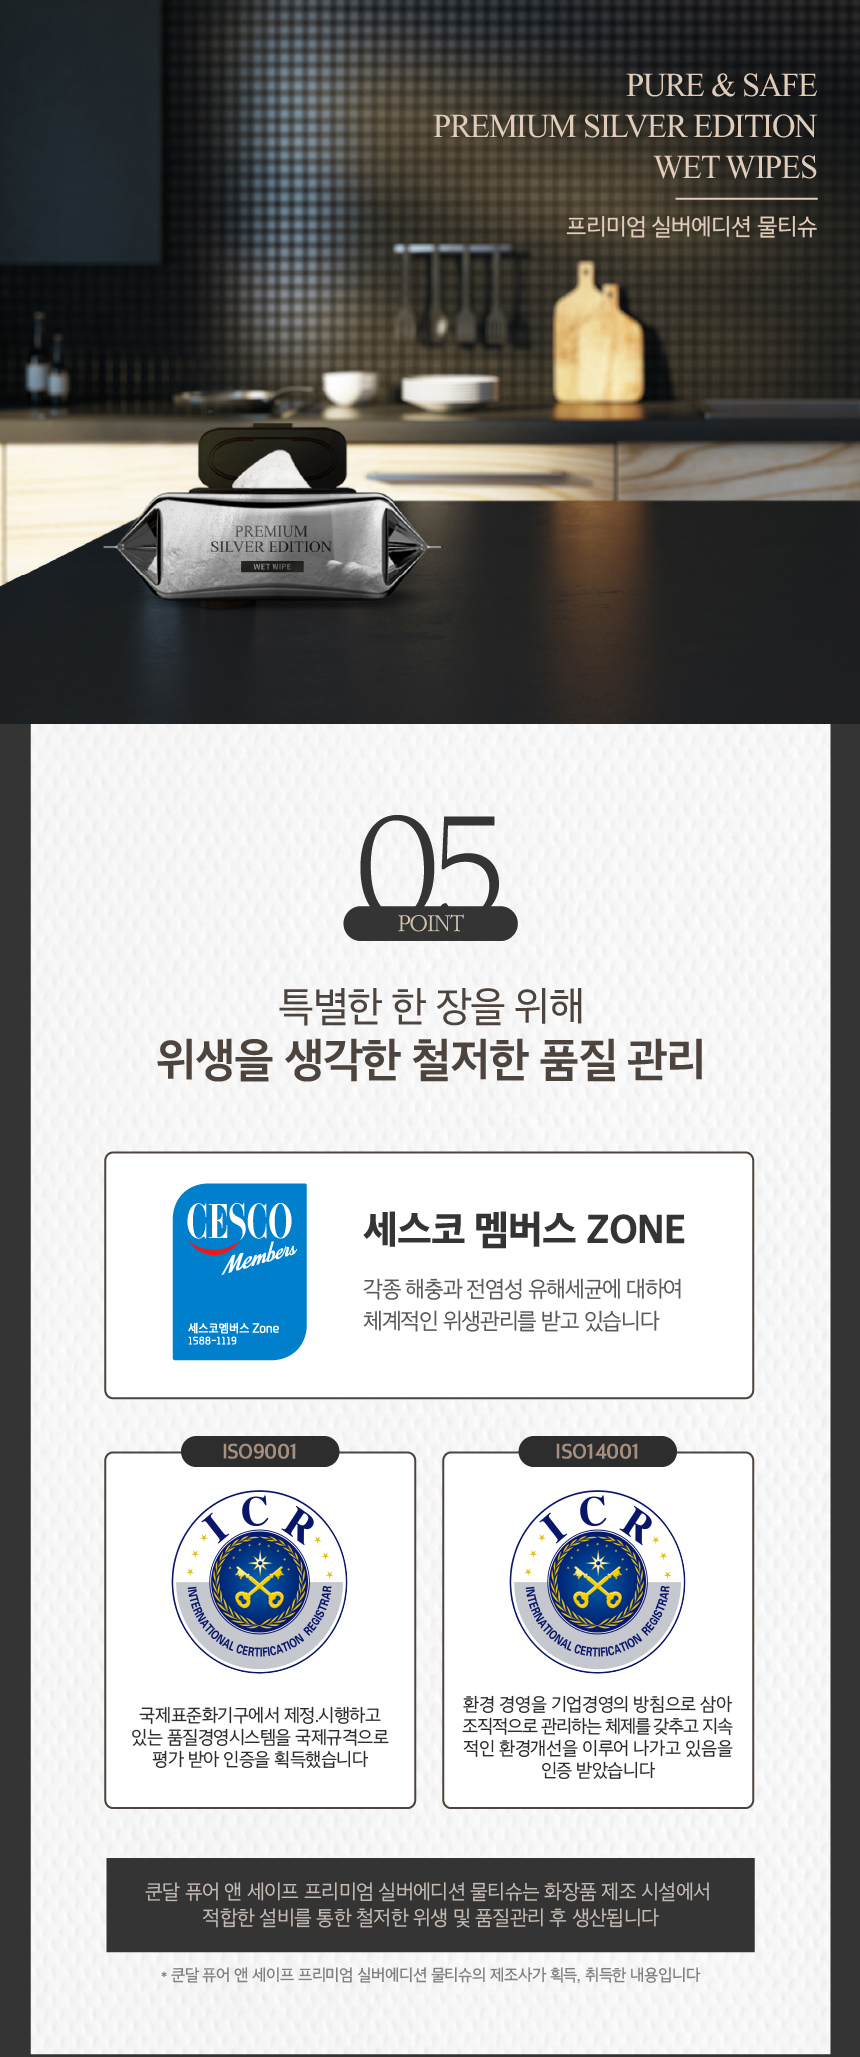 PURE & SAFE
PREMIUM SILVER EDITION
WET WIPES
프리미엄 실버에디션 물티슈
PREMIUM
SILVER EDITION
WET WIPE
05
POINT
특별한 한 장을 위해
위생을 생각한 철저한 품질 관리
CESCO
Members
세스코멤버스 Zone
1588-1119
세스코 멤버스 ZONE
각종 해충과 전염성 유해세균에 대하여
체계적인 위생관리를 받고 있습니다
ISO9001
ICR
INTERNATIONAL CERTIFICATION REGISTRAR
국제표준화기구에서 제정.시행하고
있는 품질경영시스템을 국제규격으로
평가 받아 인증을 획득했습니다
ISO14001
ICR
INTERNATIONAL CERTIFICATION REGISTRAR
환경 경영을 기업경영의 방침으로 삼아
조직적으로 관리하는 체제를 갖추고 지속
적인 환경개선을 이루어 나가고 있음을
인증 받았습니다
쿤달 퓨어 앤 세이프 프리미엄 실버에디션 물티슈는 화장품 제조 시설에서
적합한 설비를 통한 철저한 위생 및 품질관리 후 생산됩니다
* 쿤달 퓨어 앤 세이프 프리미엄 실버에디션 물티슈의 제조사가 획득, 취득한 내용입니다